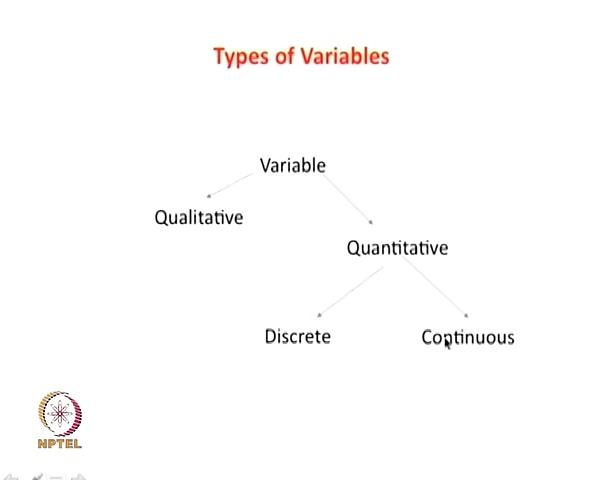 Types of Variables
Variable
Qualitative
Quantitative
Discrete
Continuous
NPTEL